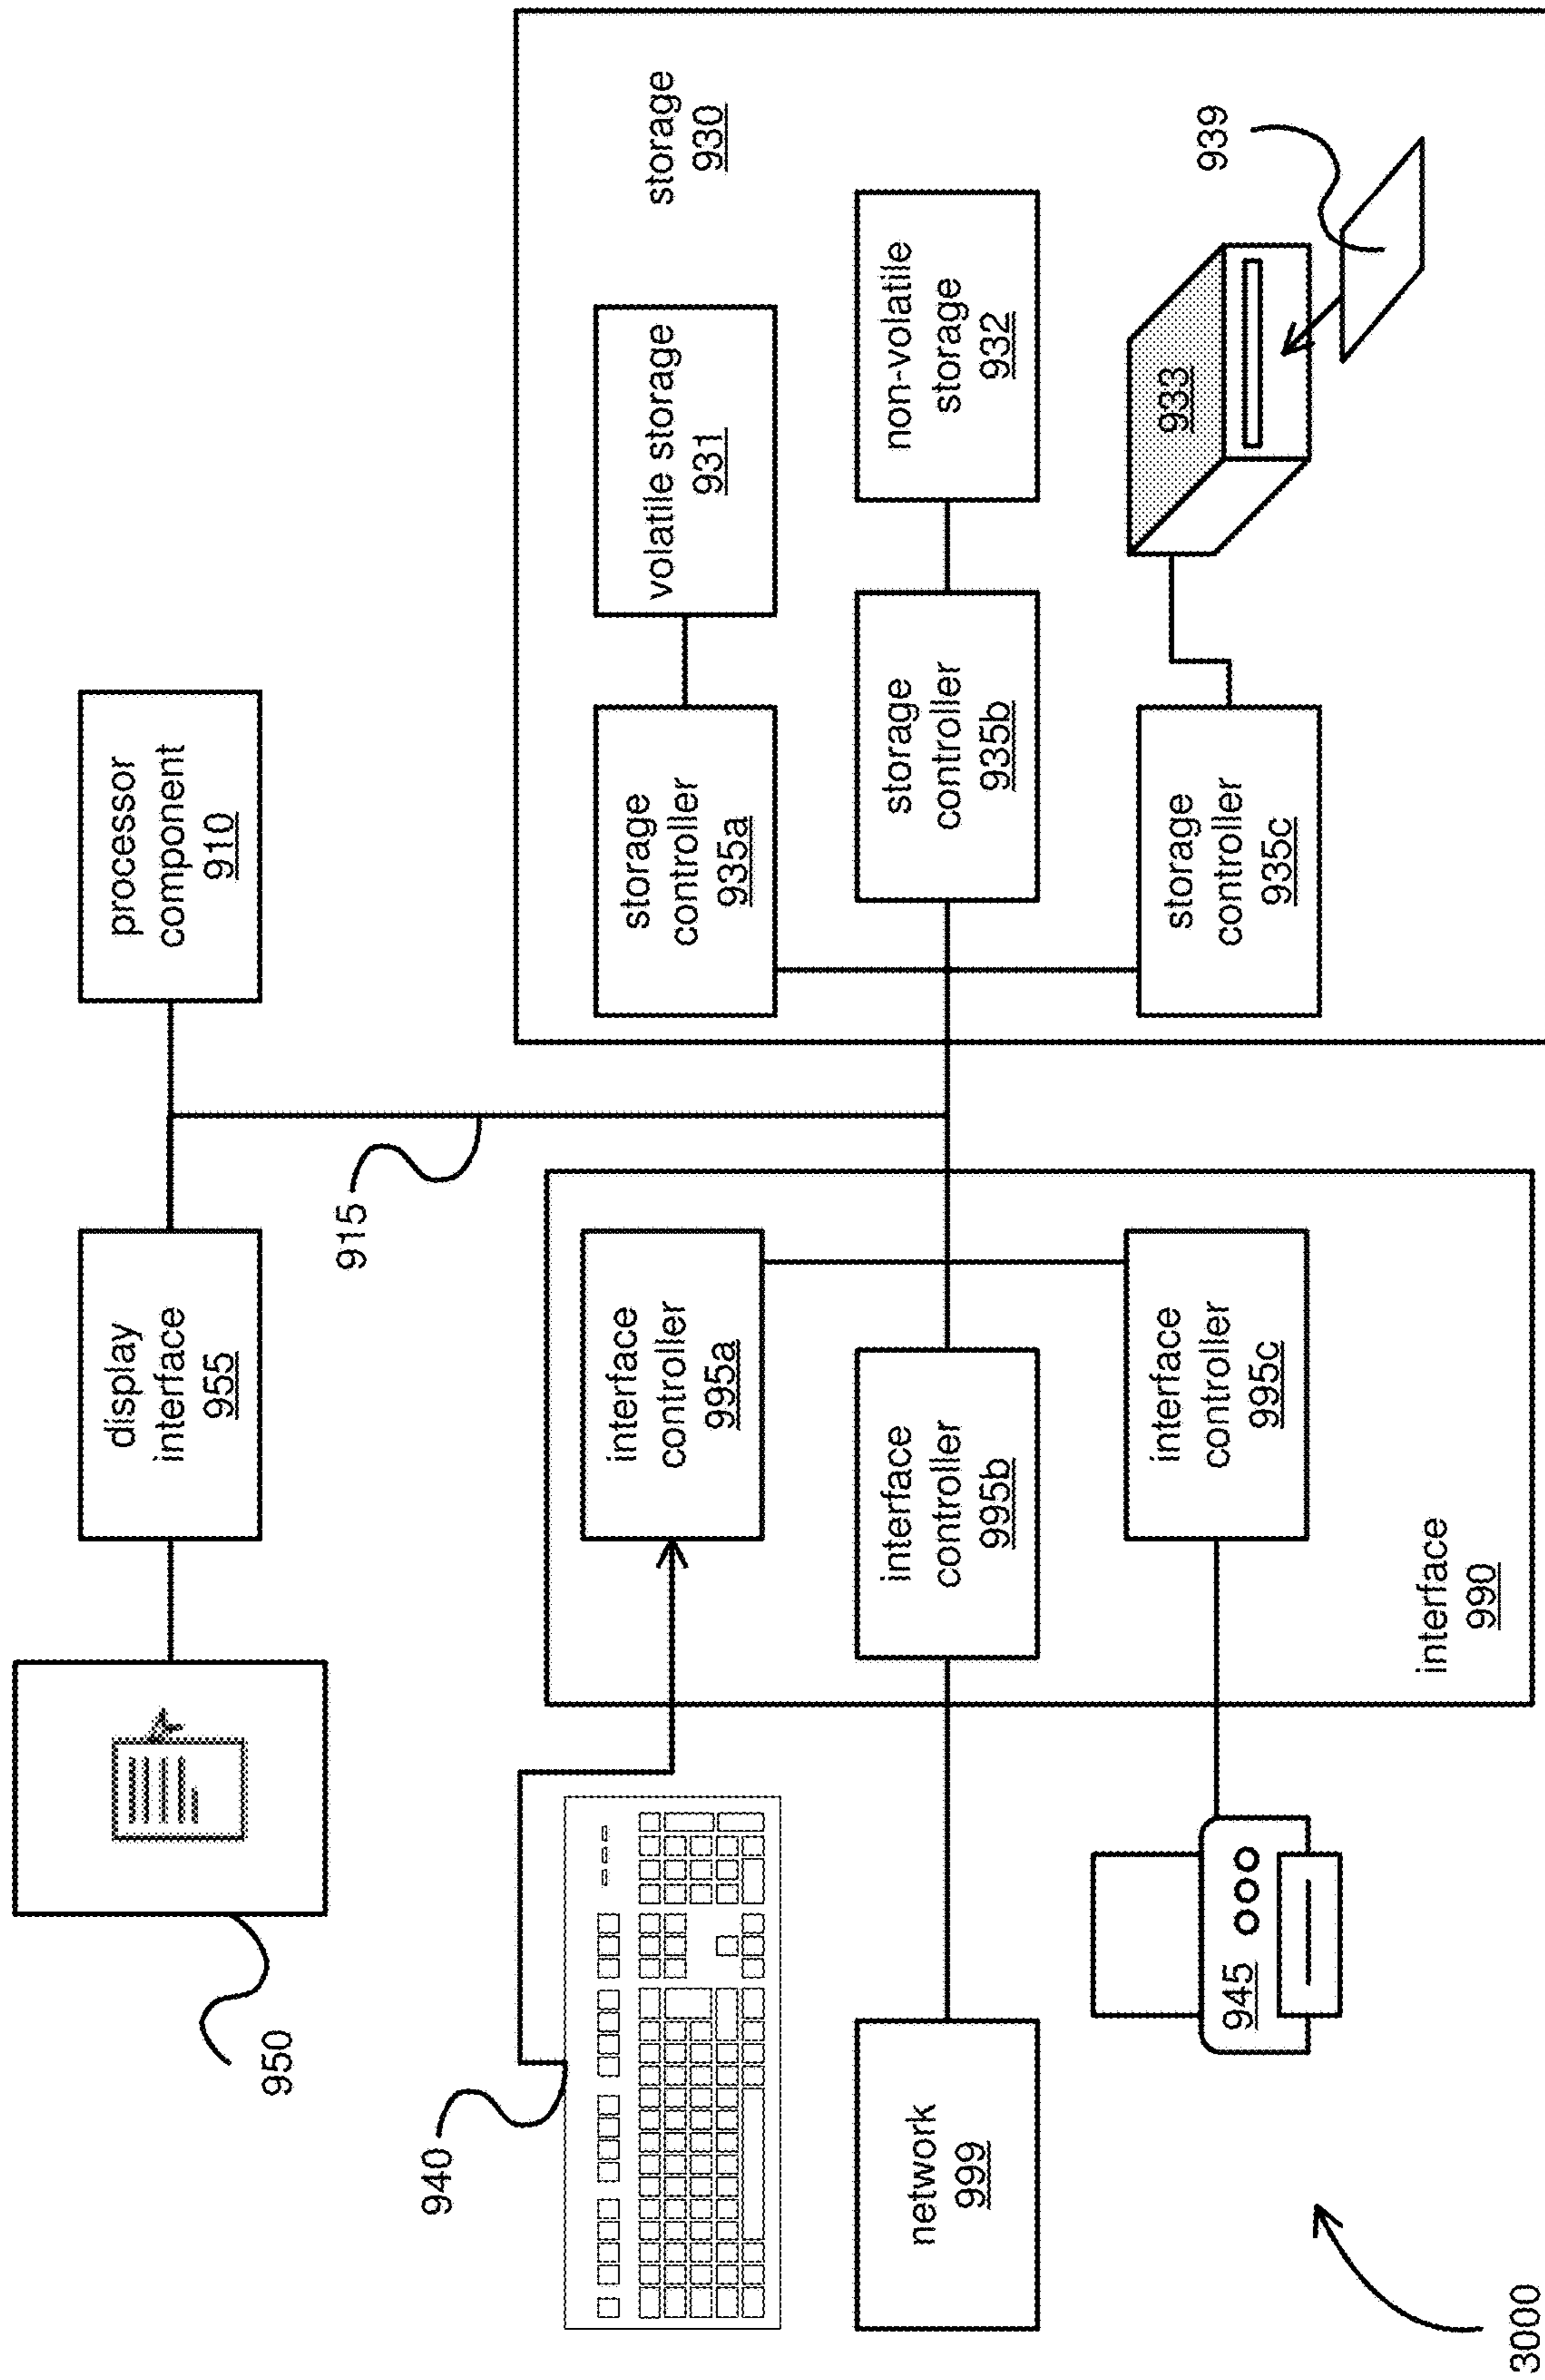 950
display
interface
955
processor
component
910
915
940
interface
controller
995a
storage
controller
935a
volatile storage
931
storage
930
network
999
interface
controller
995b
storage
controller
935b
non-volatile
storage
932
945
interface
controller
995c
storage
controller
935c
933
939
interface
990
3000